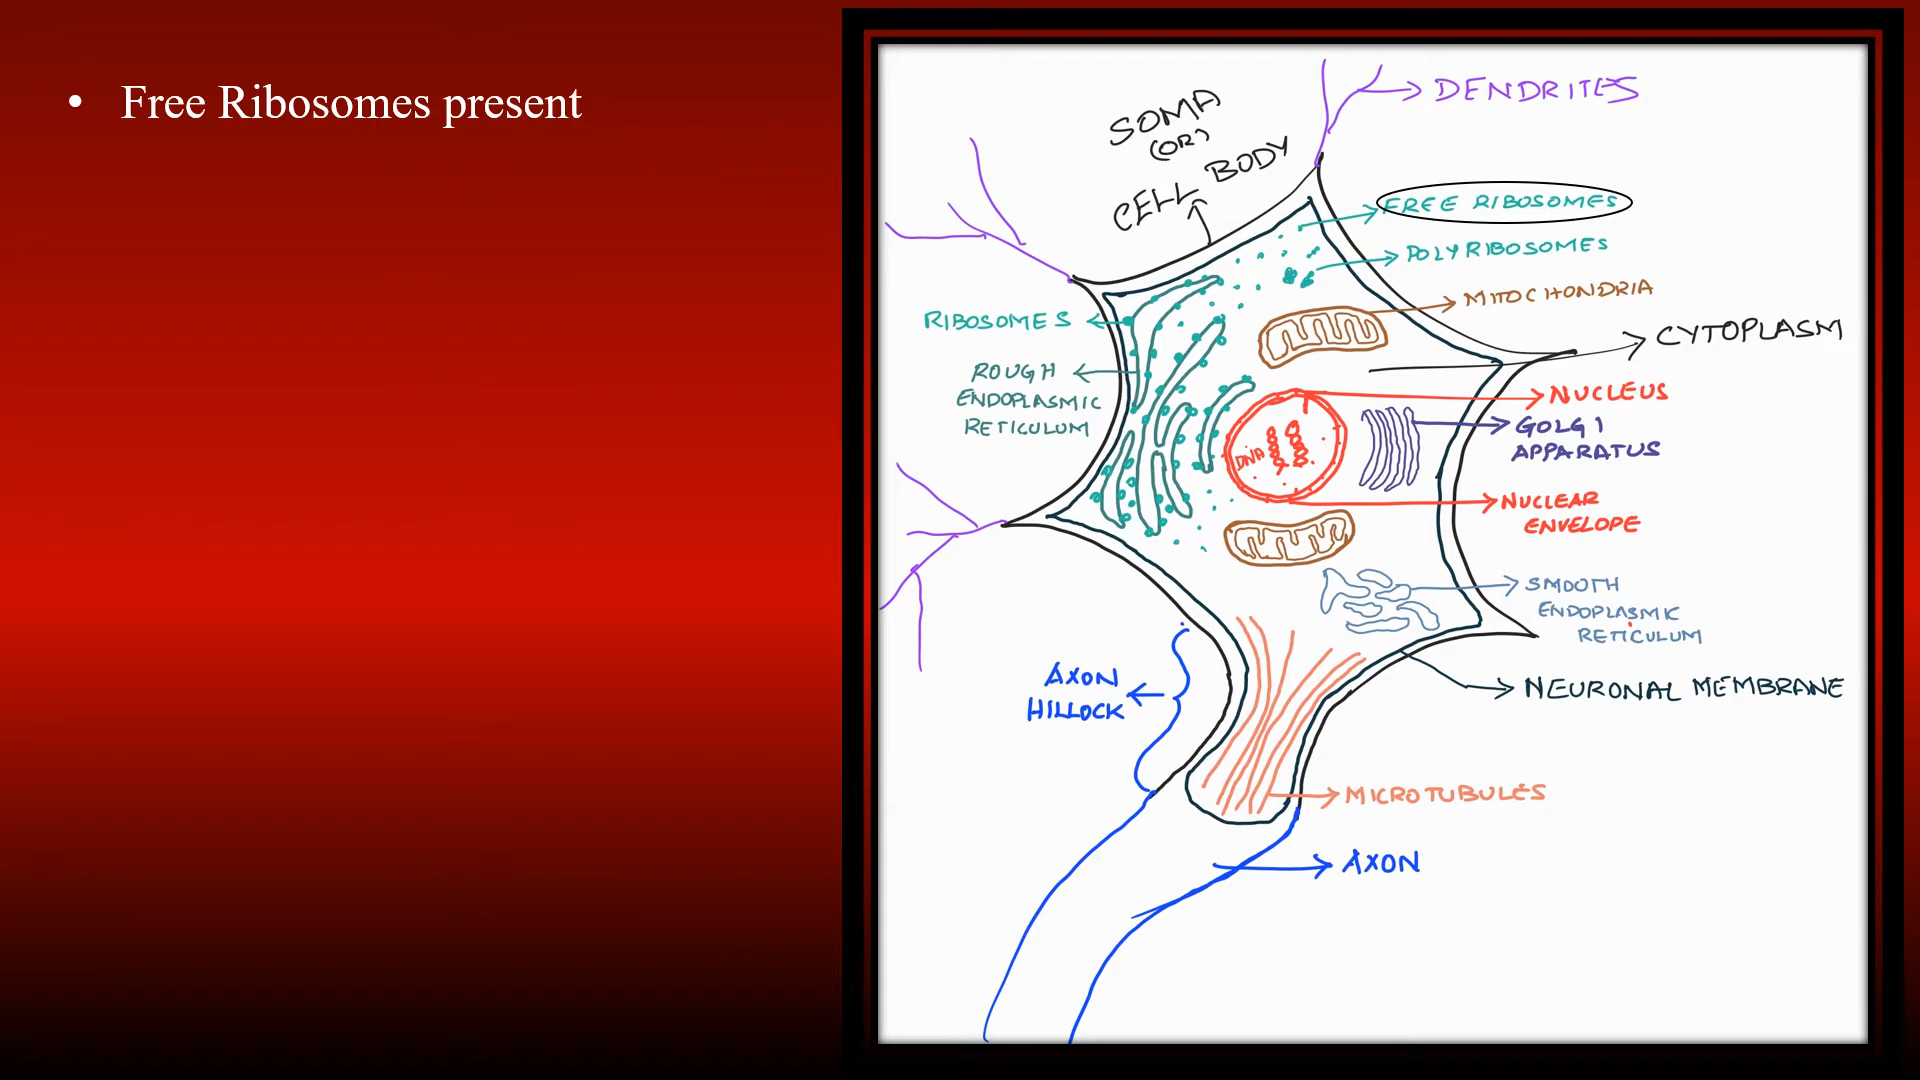 • Free Ribosomes present
DENDRITES
SOMA
(OR)
CELL BODY
FREE RIBOSOMES
POLYRIBOSOMES
MITOCHONDRIA
RIBOSOMES
CYTOPLASM
ROUGH
ENDOPLASMIC
RETICULUM
NUCLEUS
GOLGI
APPARATUS
DNA
NUCLEAR
ENVELOPE
SMOOTH
ENDOPLASMIC
RETICULUM
AXON
HILLOCK
NEURONAL MEMBRANE
MICROTUBULES
AXON